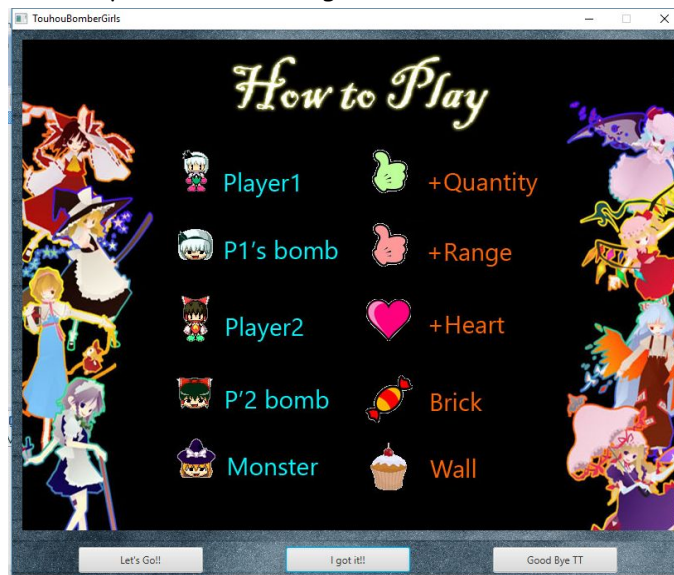 TouhouBomberGirls
How to Play
Player1
+Quantity
P1's bomb
+Range
Player2
+Heart
P'2 bomb
Brick
Monster
Wall
Let's Go!!
I got it!!
Good Bye TT